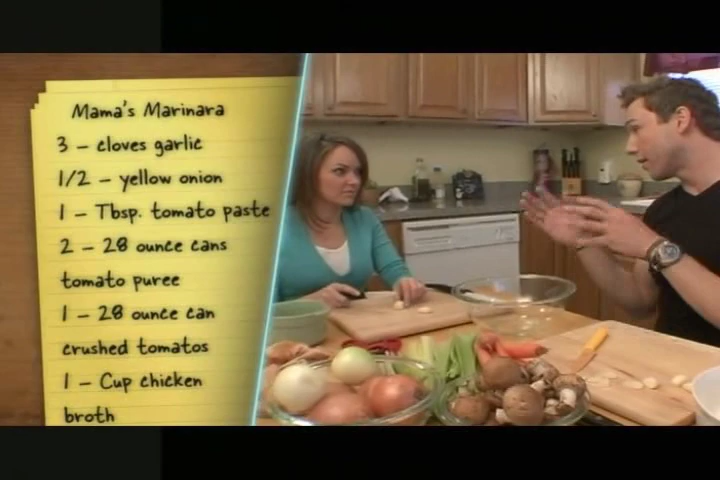 Mama's Marinara
3 - cloves garlic
1/2 - yellow onion
1 - Tbsp. tomato paste
2 - 28 ounce cans
tomato puree
1 - 28 ounce can
crushed tomatos
1 - Cup chicken
broth